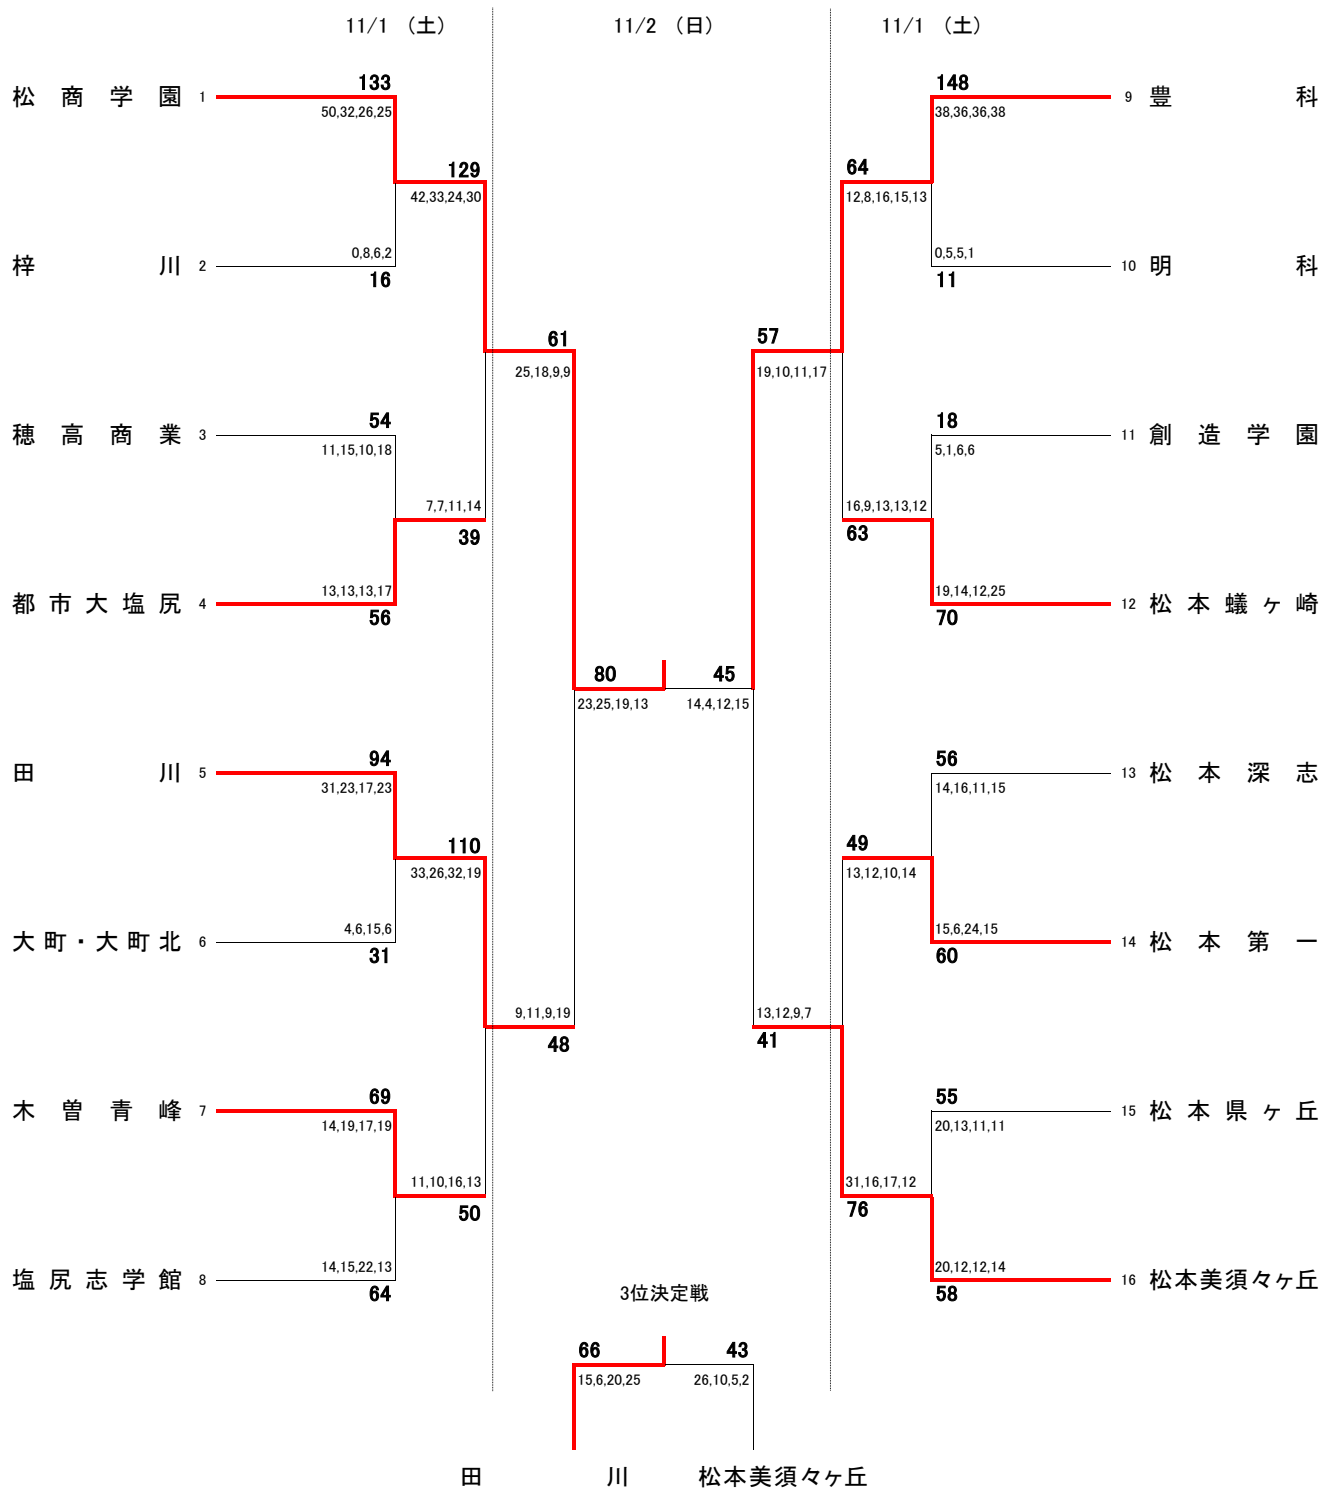 11/1 （土） 11/2 （日） 11/1 （土）
133 148
松商学園 1 9 豊科
50,32,26,25 38,36,36,38
129 64
42,33,24,30 12,8,16,15,13
0,8,6,2 0,5,5,1
梓川 2 10 明科
16 11
61 57
25,18,9,9 19,10,11,17
54 18
穂高商業 3 11 創造学園
11,15,10,18 5,1,6,6
7,7,11,14 16,9,13,13,12
39 63
13,13,13,17 19,14,12,25
都市大塩尻 4 12 松本蟻ヶ崎
56 70
80 45
23,25,19,13 14,4,12,15
94 56
田川 5 13 松本深志
31,23,17,23 14,16,11,15
110 49
33,26,32,19 13,12,10,14
4,6,15,6 15,6,24,15
大町・大町北 6 14 松本第一
31 60
9,11,9,19 13,12,9,7
48 41
69 55
木曽青峰 7 15 松本県ヶ丘
14,19,17,19 20,13,11,11
11,10,16,13 31,16,17,12
50 76
14,15,22,13 20,12,12,14
塩尻志学館 8 16 松本美須々ヶ丘
64 58
3位決定戦
66 43
15,6,20,25 26,10,5,2
田川 松本美須々ヶ丘